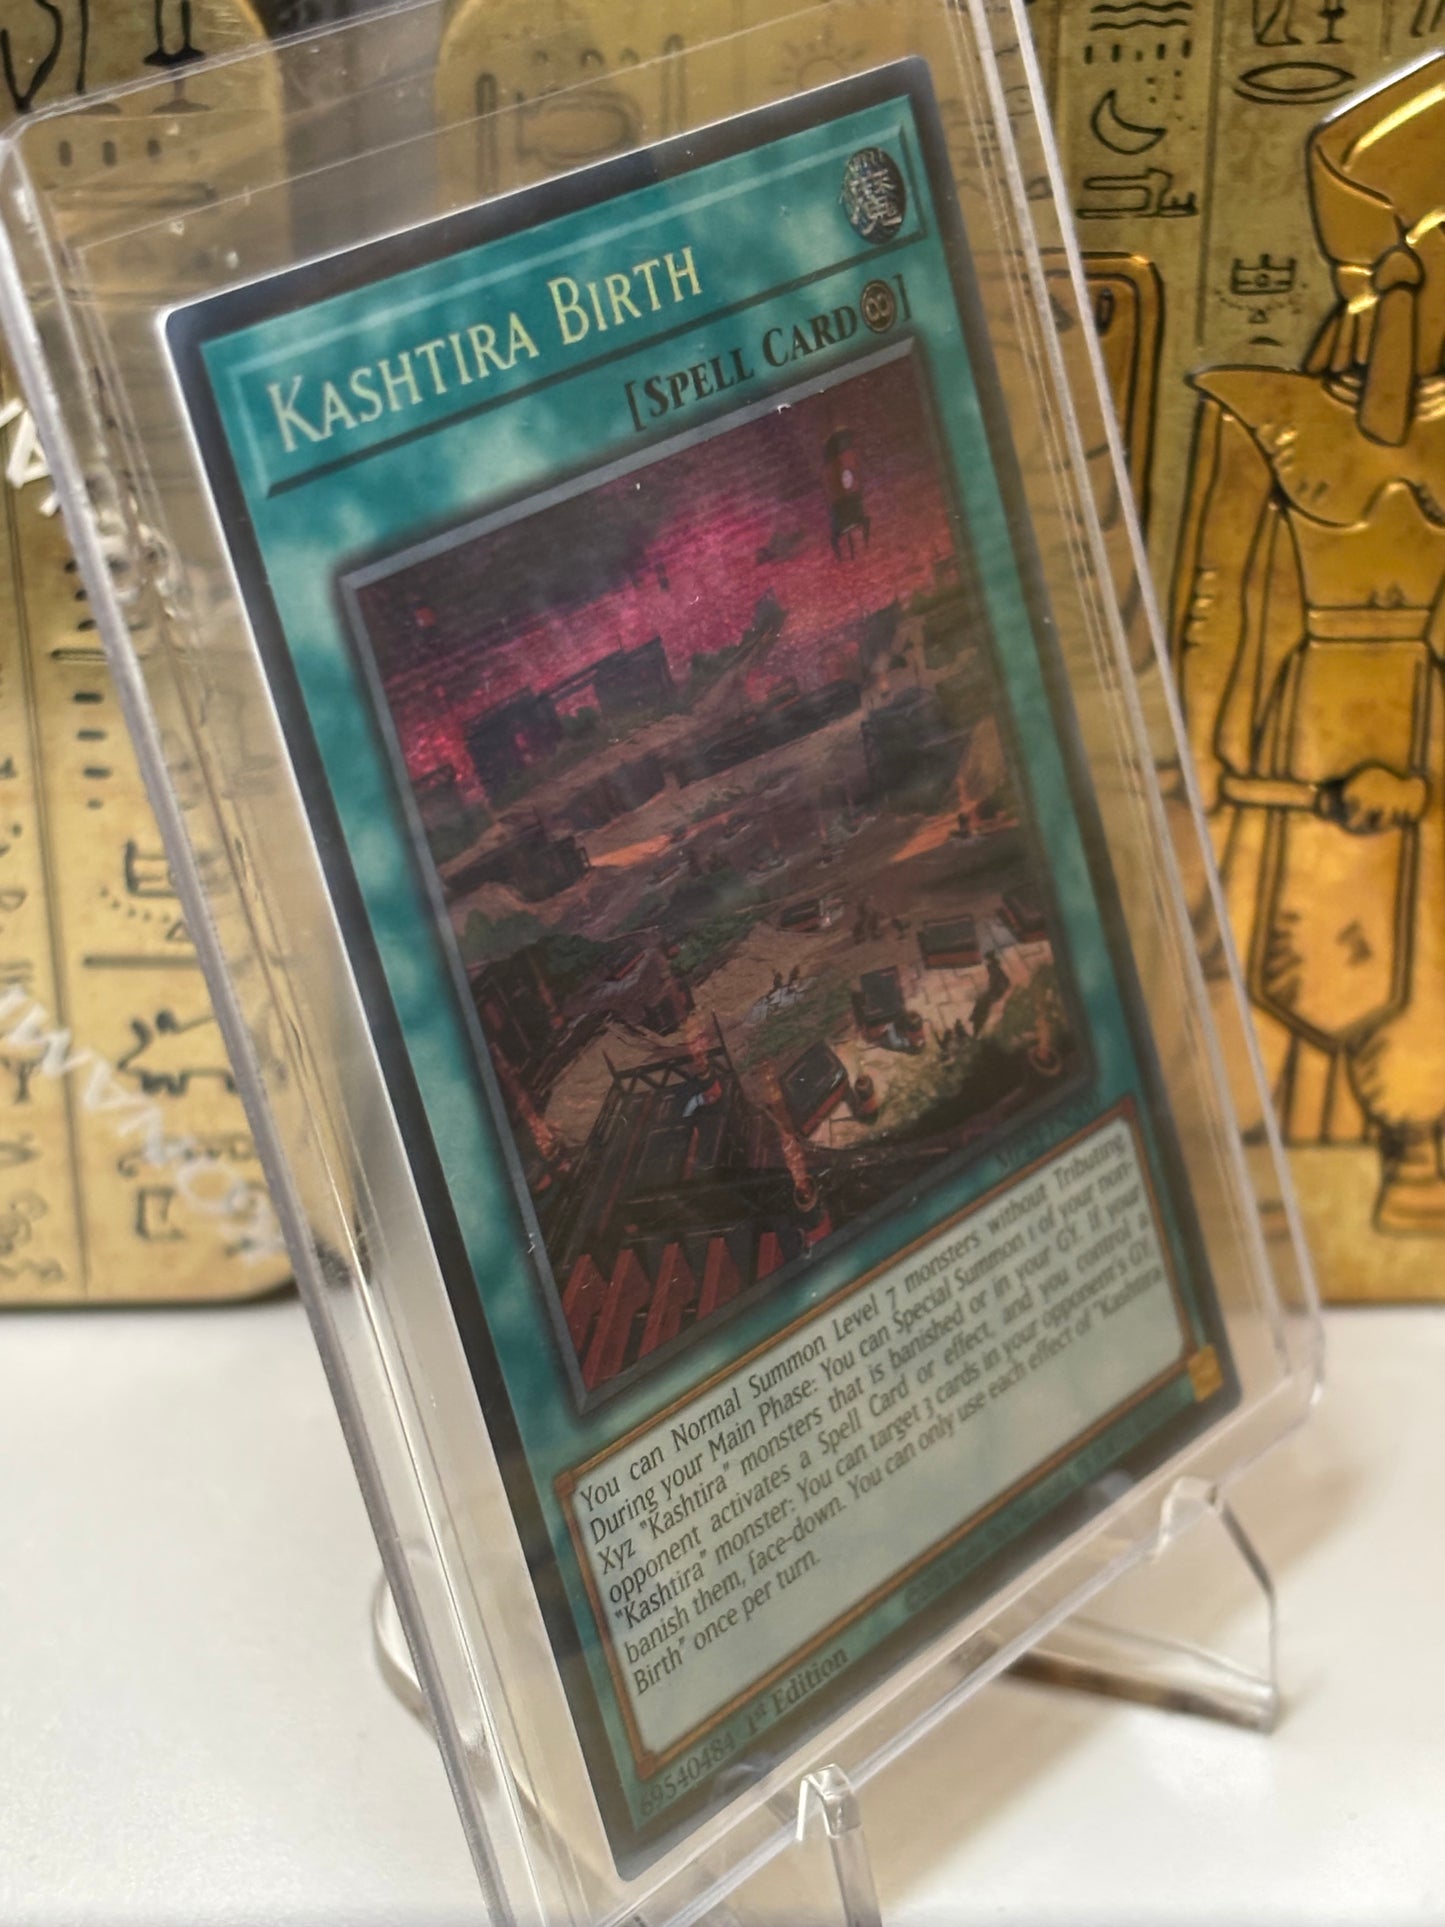 魔
KASHTIRA BIRTH
[SPELL CARD ∞]
You can Normal Summon Level 7 monsters without Tributing.
During your Main Phase: You can Special Summon 1 of your non-
Xyz "Kashtira" monsters that is banished or in your GY. If your
opponent activates a Spell Card or effect, and you control a
"Kashtira" monster: You can target 3 cards in your opponent's GY;
banish them, face-down. You can only use each effect of "Kashtira
Birth" once per turn.
69540484 1st Edition